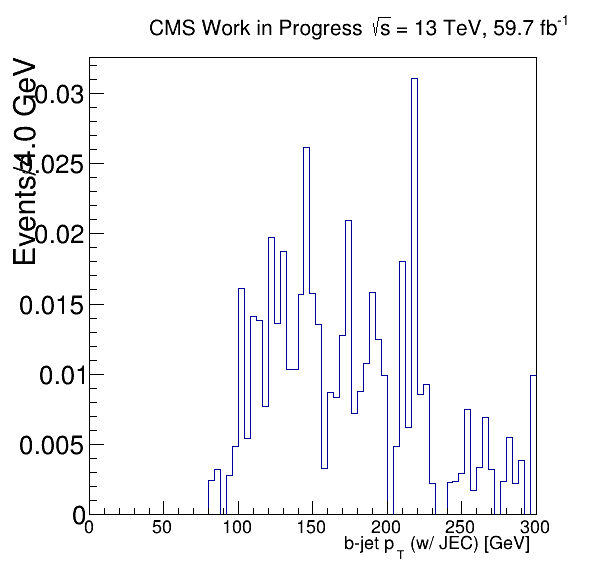 CMS Work in Progress √s = 13 TeV, 59.7 fb⁻¹
Events/4.0 GeV
0.03
0.025
0.02
0.015
0.01
0.005
0
0 50 100 150 200 250 300
b-jet p_T (w/ JEC) [GeV]